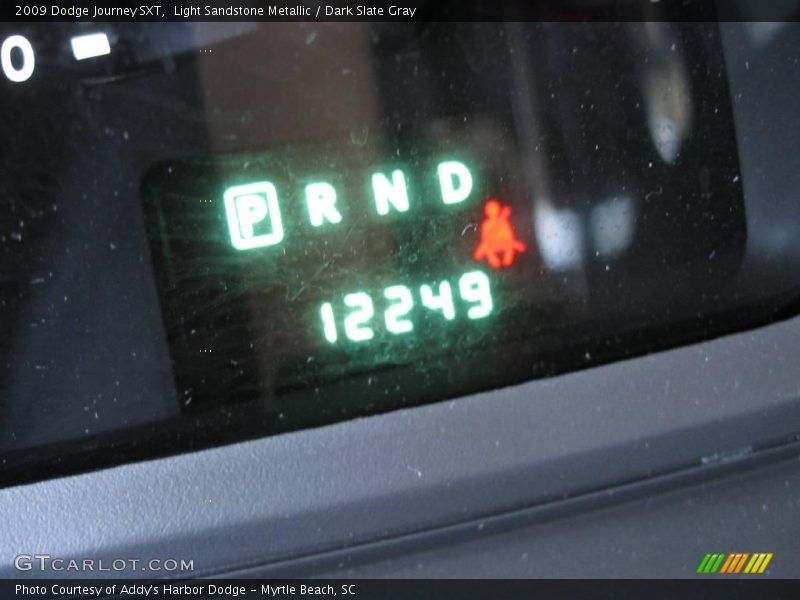 2009 Dodge Journey SXT,  Light Sandstone Metallic / Dark Slate Gray
0
P R N D
12249
GTCARLOT.COM
Photo Courtesy of Addy's Harbor Dodge - Myrtle Beach, SC